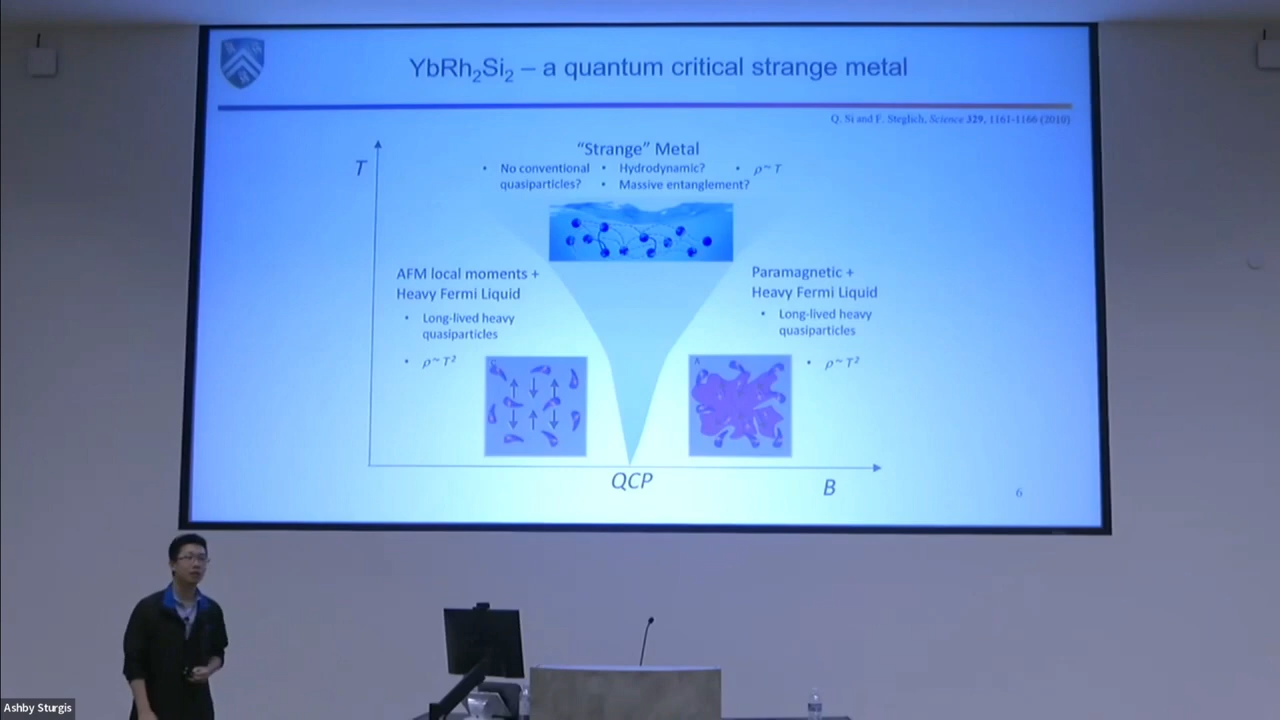 YbRh₂Si₂ – a quantum critical strange metal
Q. Si and F. Steglich, Science 329, 1161-1166 (2010)
T
"Strange" Metal
• No conventional quasiparticles?
• Hydrodynamic?
• Massive entanglement?
• ρ ~ T
AFM local moments +
Heavy Fermi Liquid
• Long-lived heavy
quasiparticles
• ρ ~ T²
Paramagnetic +
Heavy Fermi Liquid
• Long-lived heavy
quasiparticles
• ρ ~ T²
A
QCP
B
6
Ashby Sturgis